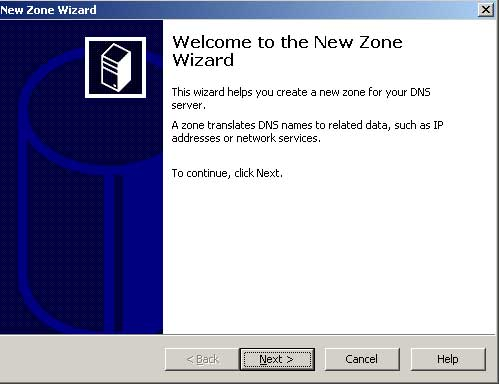 New Zone Wizard
Welcome to the New Zone
Wizard
This wizard helps you create a new zone for your DNS
server.
A zone translates DNS names to related data, such as IP
addresses or network services.
To continue, click Next.
< Back
Next >
Cancel
Help